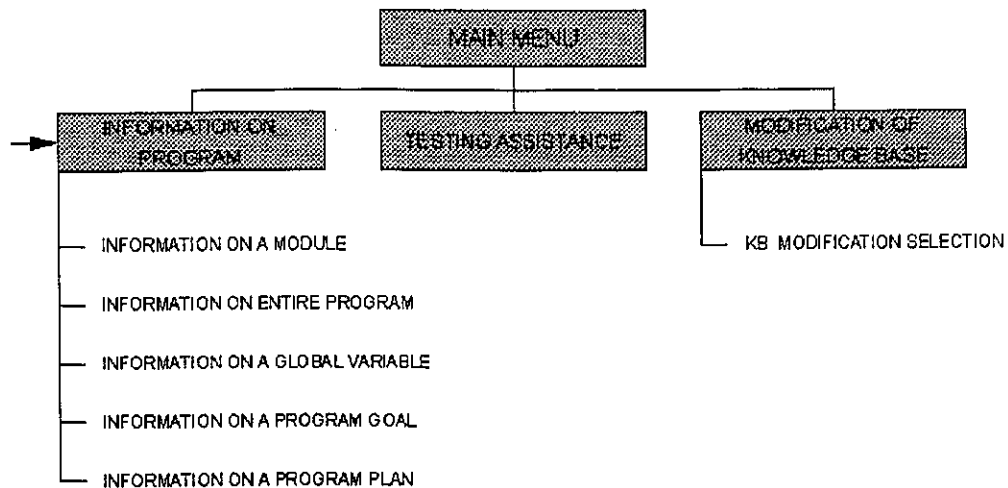 MAIN MENU
INFORMATION ON
PROGRAM
TESTING ASSISTANCE
MODIFICATION OF
KNOWLEDGE BASE
INFORMATION ON A MODULE
KB MODIFICATION SELECTION
INFORMATION ON ENTIRE PROGRAM
INFORMATION ON A GLOBAL VARIABLE
INFORMATION ON A PROGRAM GOAL
INFORMATION ON A PROGRAM PLAN